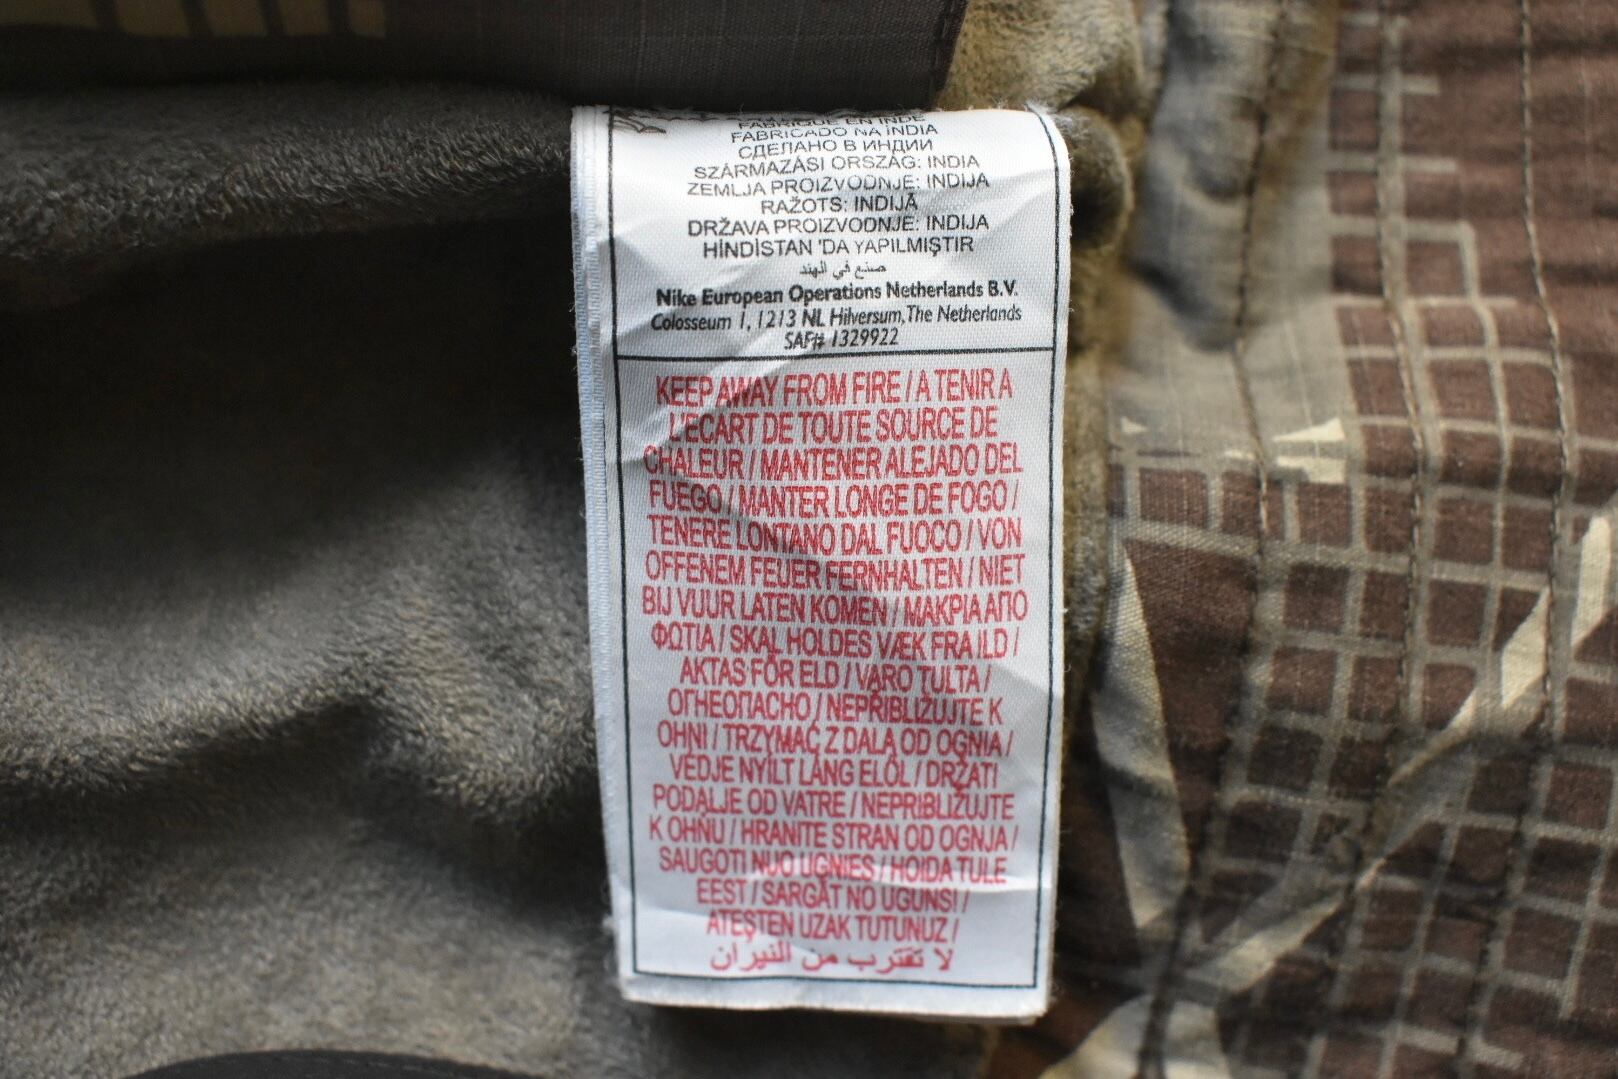 FABRIQUE EN INDE
FABRICADO NA ÍNDIA
СДЕЛАНО В ИНДИИ
SZÁRMAZÁSI ORSZÁG: INDIA
ZEMLJA PROIZVODNJE: INDIJA
RAŽOTS: INDIJĀ
DRŽAVA PROIZVODNJE: INDIJA
HİNDİSTAN 'DA YAPILMIŞTIR
صنع في الهند
Nike European Operations Netherlands B.V.
Colosseum 1, 1213 NL Hilversum, The Netherlands
SAF# 1329922
KEEP AWAY FROM FIRE / A TENIR A
L'ECART DE TOUTE SOURCE DE
CHALEUR / MANTENER ALEJADO DEL
FUEGO / MANTER LONGE DE FOGO /
TENERE LONTANO DAL FUOCO / VON
OFFENEM FEUER FERNHALTEN / NIET
BIJ VUUR LATEN KOMEN / ΜΑΚΡΙΑ ΑΠΟ
ΦΩΤΙΑ / SKAL HOLDES VÆK FRA ILD /
AKTAS FÖR ELD / VARO TULTA /
ОГНЕОПАСНО / NEPŘIBLIŽUJTE K
OHNI / TRZYMAĆ Z DALA OD OGNIA /
VEDJE NYÍLT LÁNG ELŐL / DRŽATI
PODALJE OD VATRE / NEPRIBLIŽUJTE
K OHŇU / HRANITE STRAN OD OGNJA /
SAUGOTI NUO UGNIES / HOIDA TULE
EEST / SARGĀT NO UGUNS! /
ATEŞTEN UZAK TUTUNUZ /
لا تقترب من النيران